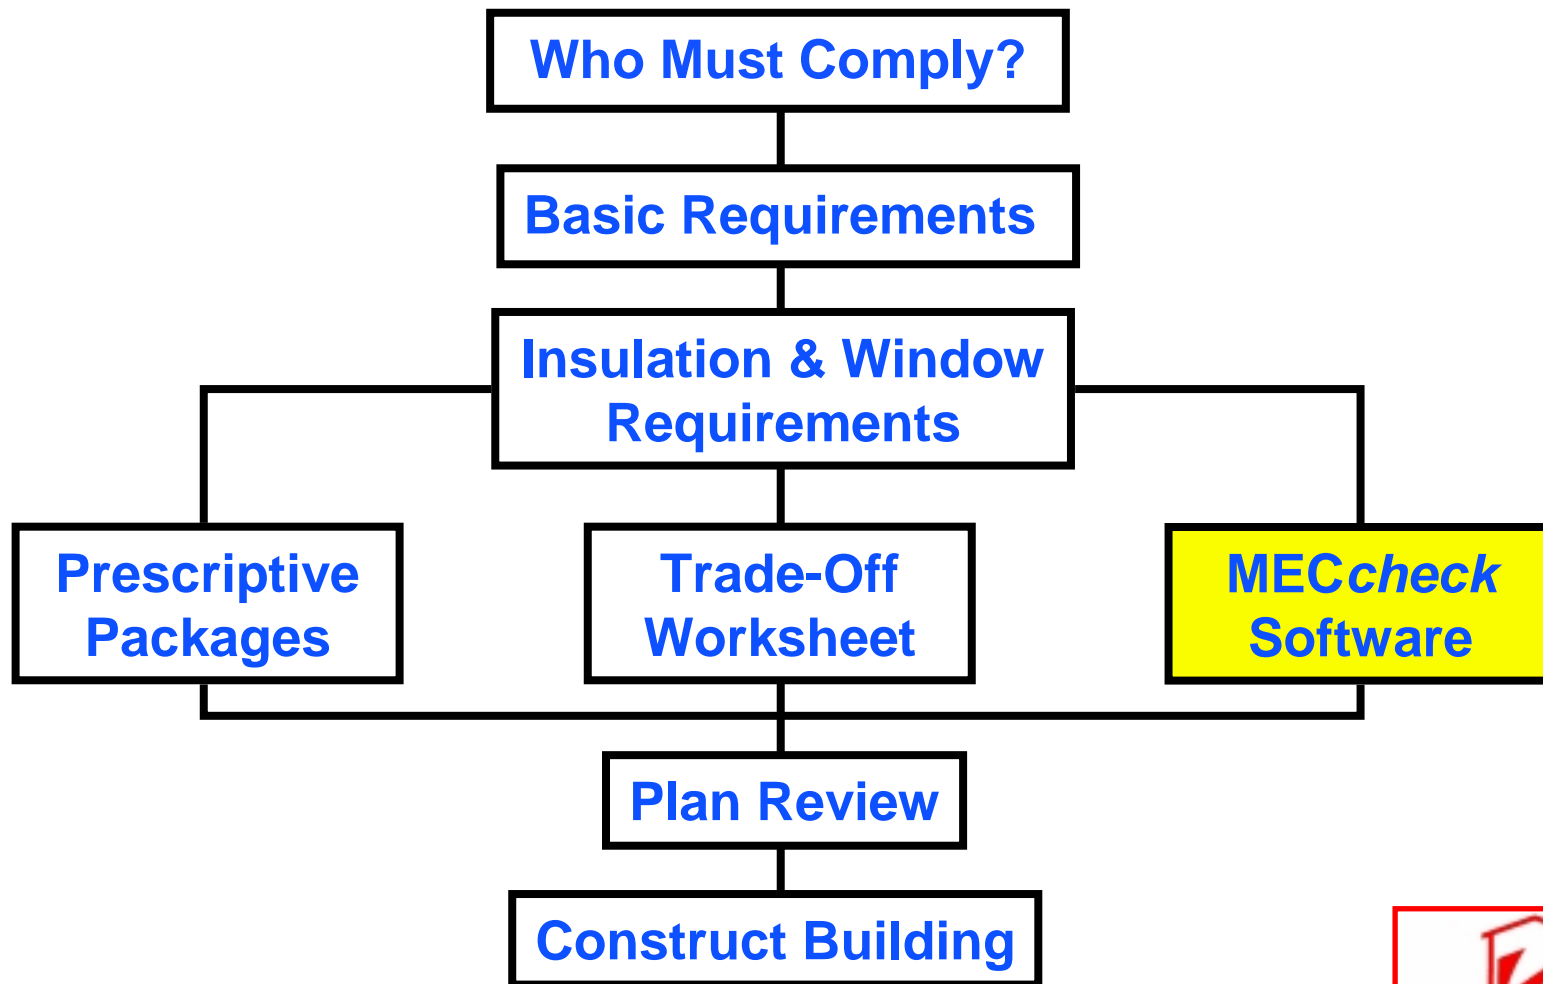 Who Must Comply?
Basic Requirements
Insulation & Window
Requirements
Prescriptive
Packages
Trade-Off
Worksheet
MECcheck
Software
Plan Review
Construct Building